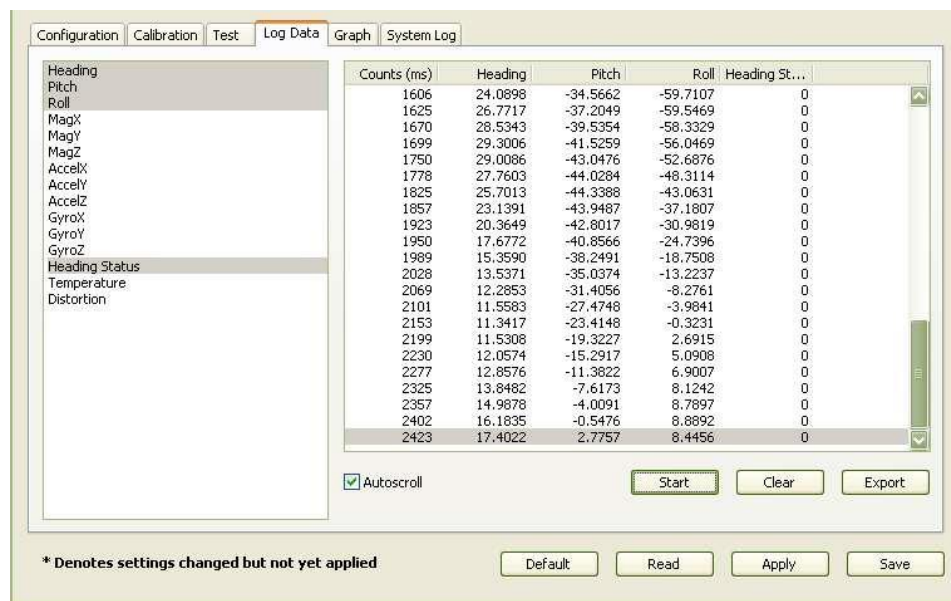 Configuration Calibration Test Log Data Graph System Log
Heading
Pitch
Roll
MagX
MagY
MagZ
AccelX
AccelY
AccelZ
GyroX
GyroY
GyroZ
Heading Status
Temperature
Distortion
Counts (ms) Heading Pitch Roll Heading St...
1606 24.0898 -34.5662 -59.7107 0
1625 26.7717 -37.2049 -59.5469 0
1670 28.5343 -39.5354 -58.3329 0
1699 29.3006 -41.5259 -56.0469 0
1750 29.0086 -43.0476 -52.6876 0
1778 27.7603 -44.0284 -48.3114 0
1825 25.7013 -44.3388 -43.0631 0
1857 23.1391 -43.9487 -37.1807 0
1923 20.3649 -42.8017 -30.9819 0
1950 17.6772 -40.8566 -24.7396 0
1989 15.3590 -38.2491 -18.7508 0
2028 13.5371 -35.0374 -13.2237 0
2069 12.2853 -31.4056 -8.2761 0
2101 11.5583 -27.4748 -3.9841 0
2153 11.3417 -23.4148 -0.3231 0
2199 11.5308 -19.3227 2.6915 0
2230 12.0574 -15.2917 5.0908 0
2277 12.8576 -11.3822 6.9007 0
2325 13.8482 -7.6173 8.1242 0
2357 14.9878 -4.0091 8.7897 0
2402 16.1835 -0.5476 8.8892 0
2423 17.4022 2.7757 8.4456 0
Autoscroll Start Clear Export
* Denotes settings changed but not yet applied Default Read Apply Save